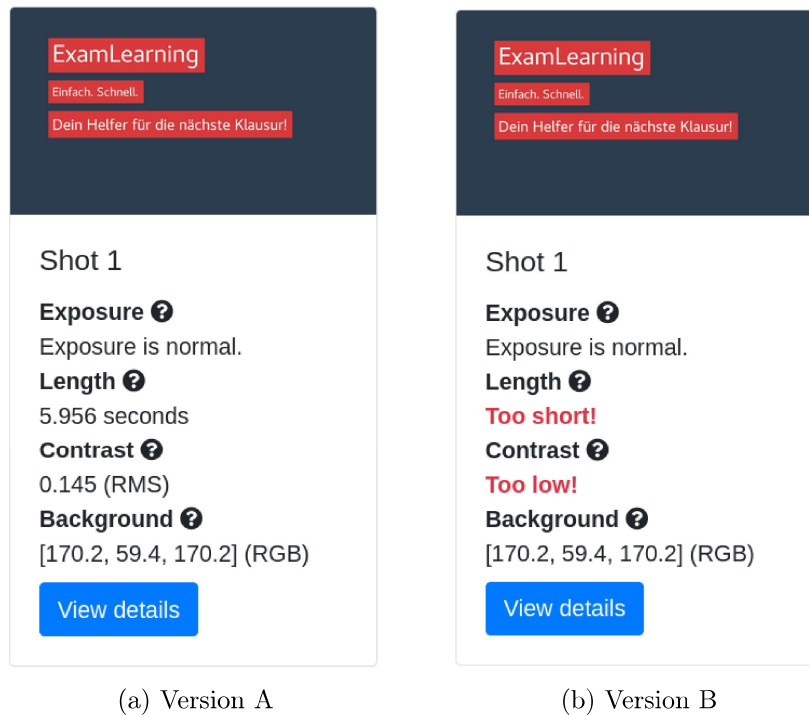 ExamLearning
Einfach. Schnell.
Dein Helfer für die nächste Klausur!
Shot 1
Exposure
Exposure is normal.
Length
5.956 seconds
Contrast
0.145 (RMS)
Background
[170.2, 59.4, 170.2] (RGB)
View details
(a) Version A
ExamLearning
Einfach. Schnell.
Dein Helfer für die nächste Klausur!
Shot 1
Exposure
Exposure is normal.
Length
Too short!
Contrast
Too low!
Background
[170.2, 59.4, 170.2] (RGB)
View details
(b) Version B